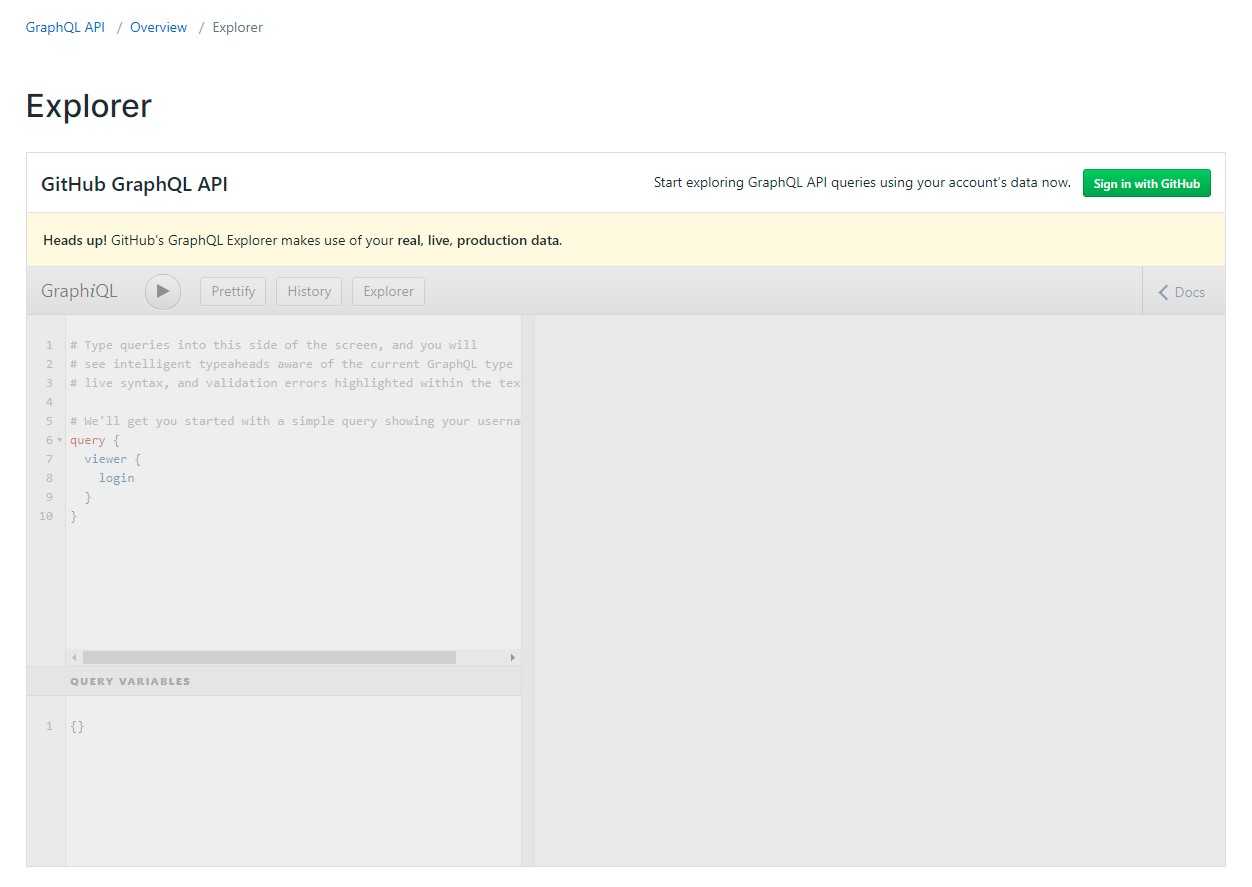 GraphQL API / Overview / Explorer
Explorer
GitHub GraphQL API
Start exploring GraphQL API queries using your account's data now.
Sign in with GitHub
Heads up! GitHub's GraphQL Explorer makes use of your real, live, production data.
GraphiQL
Prettify
History
Explorer
Docs
1 # Type queries into this side of the screen, and you will
2 # see intelligent typeaheads aware of the current GraphQL type
3 # live syntax, and validation errors highlighted within the tex
4
5 # We'll get you started with a simple query showing your userna
6 query {
7 viewer {
8 login
9 }
10 }
QUERY VARIABLES
1 {}